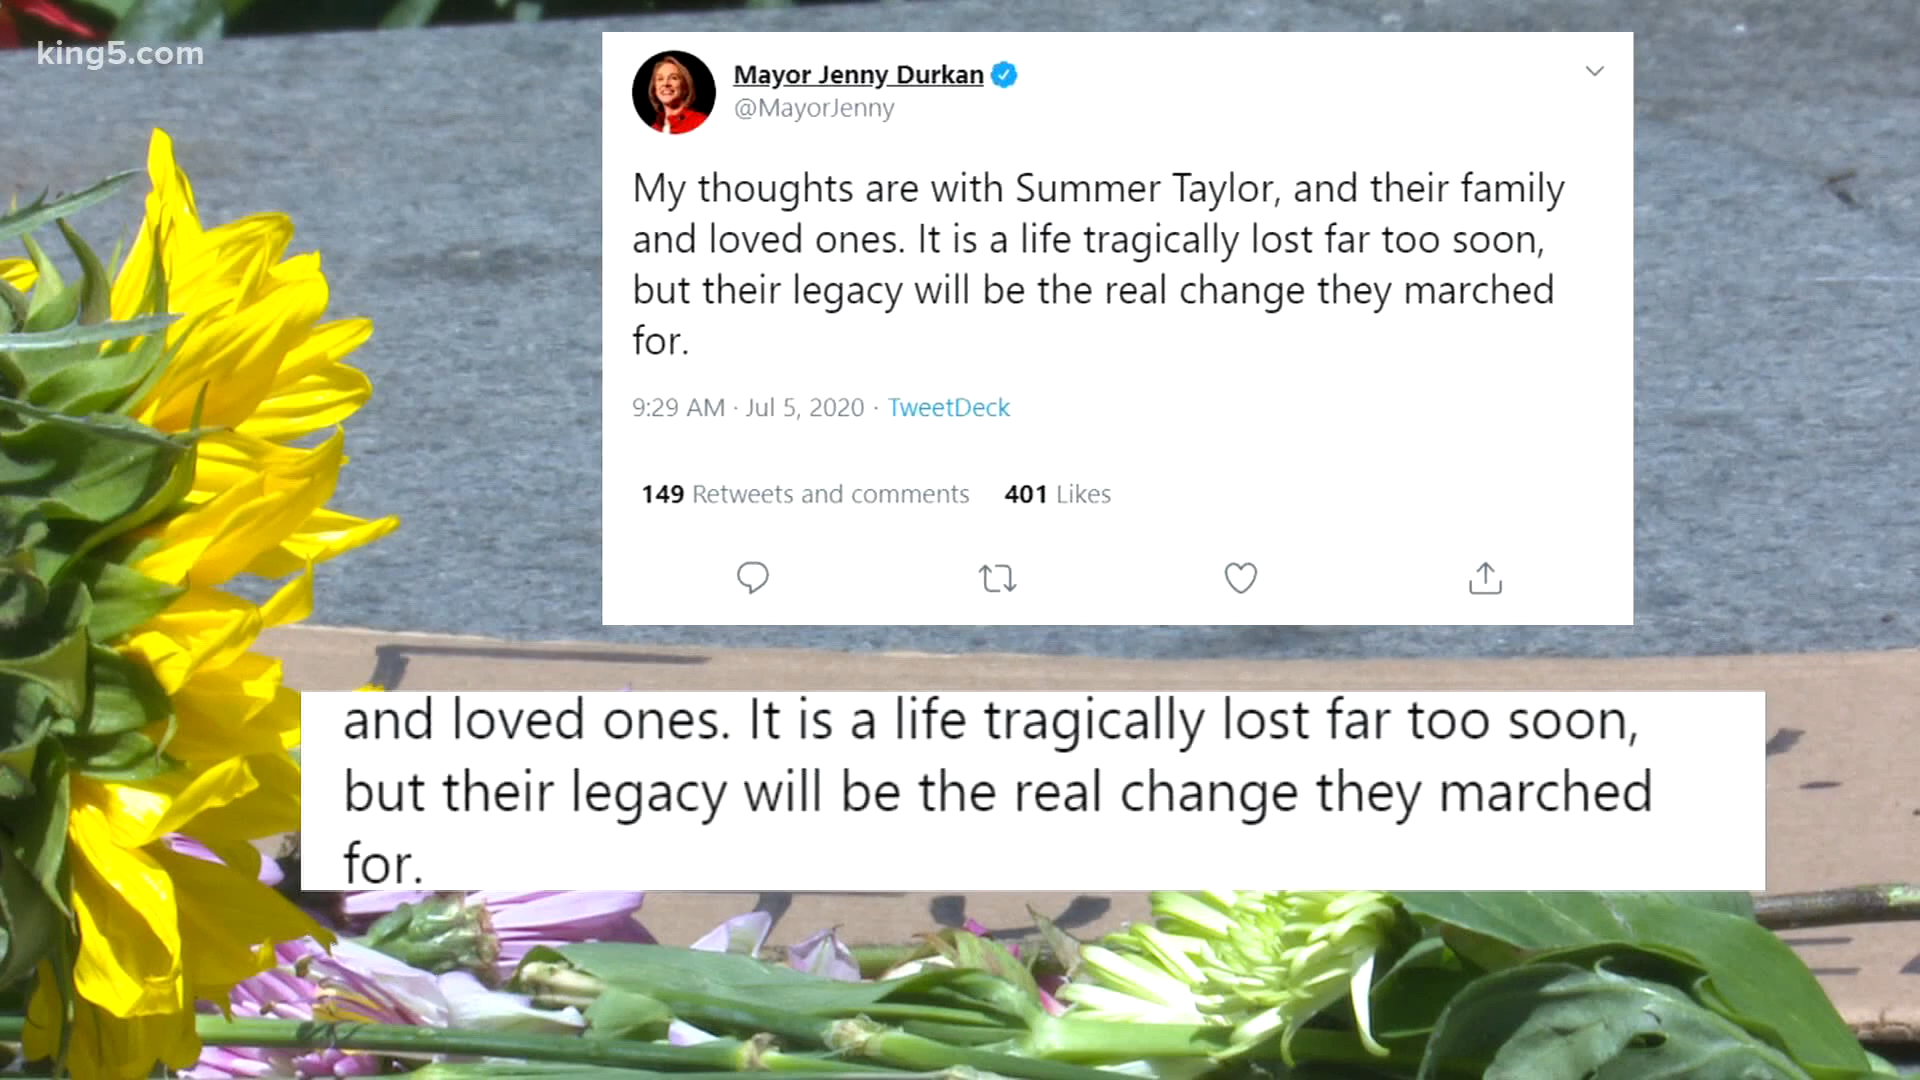 king5.com
Mayor Jenny Durkan
@MayorJenny
My thoughts are with Summer Taylor, and their family
and loved ones. It is a life tragically lost far too soon,
but their legacy will be the real change they marched
for.
9:29 AM · Jul 5, 2020 · TweetDeck
149 Retweets and comments 401 Likes
and loved ones. It is a life tragically lost far too soon,
but their legacy will be the real change they marched
for.